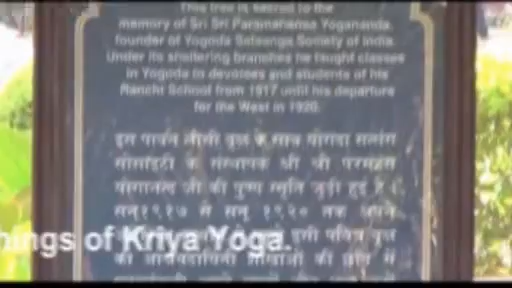 This tree is sacred to the
memory of Sri Sri Paramahansa Yogananda,
founder of Yogoda Satsanga Society of India.
Under its sheltering branches he taught classes
in Yogoda to devotees and students of his
Ranchi School from 1917 until his departure
for the West in 1920.
इस पावन लीची वृक्ष के साथ योगदा सत्संग
सोसाइटी के संस्थापक श्री श्री परमहंस
योगानन्द जी की पुण्य स्मृति जुड़ी हुई है।
सन् १९१७ से सन् १९२० तक अपने
इसी पवित्र वृक्ष
की शाखाओं की छाँव में
hings of Kriya Yoga.